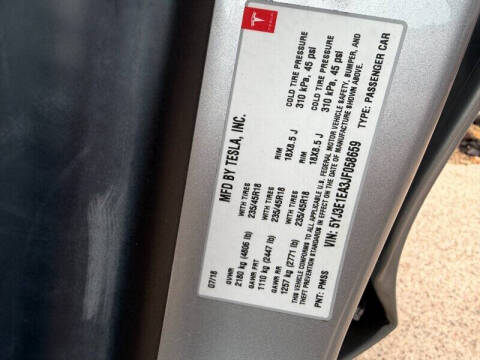 TESLA
MFD BY TESLA, INC.
07/18
GVWR
2180 kg (4806 lb)
GAWR FRT
1110 kg (2447 lb)
WITH TIRES
235/45R18
RIM
18X8.5 J
COLD TIRE PRESSURE
310 kPa, 45 psi
GAWR RR
1257 kg (2771 lb)
WITH TIRES
235/45R18
RIM
18X8.5 J
COLD TIRE PRESSURE
310 kPa, 45 psi
THIS VEHICLE CONFORMS TO ALL APPLICABLE U.S. FEDERAL MOTOR VEHICLE SAFETY, BUMPER, AND
THEFT PREVENTION STANDARDS IN EFFECT ON THE DATE OF MANUFACTURE SHOWN ABOVE.
VIN: 5YJ3E1EA3JF058659
PNT: PMSS
TYPE: PASSENGER CAR